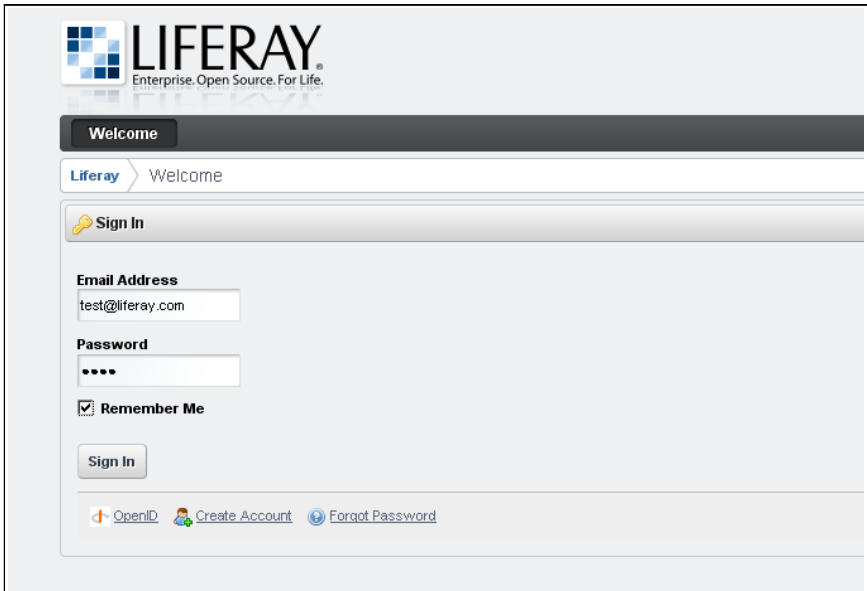 LIFERAY®
Enterprise. Open Source. For Life.
Welcome
Liferay Welcome
Sign In
Email Address
test@liferay.com
Password
••••
Remember Me
Sign In
OpenID Create Account Forgot Password